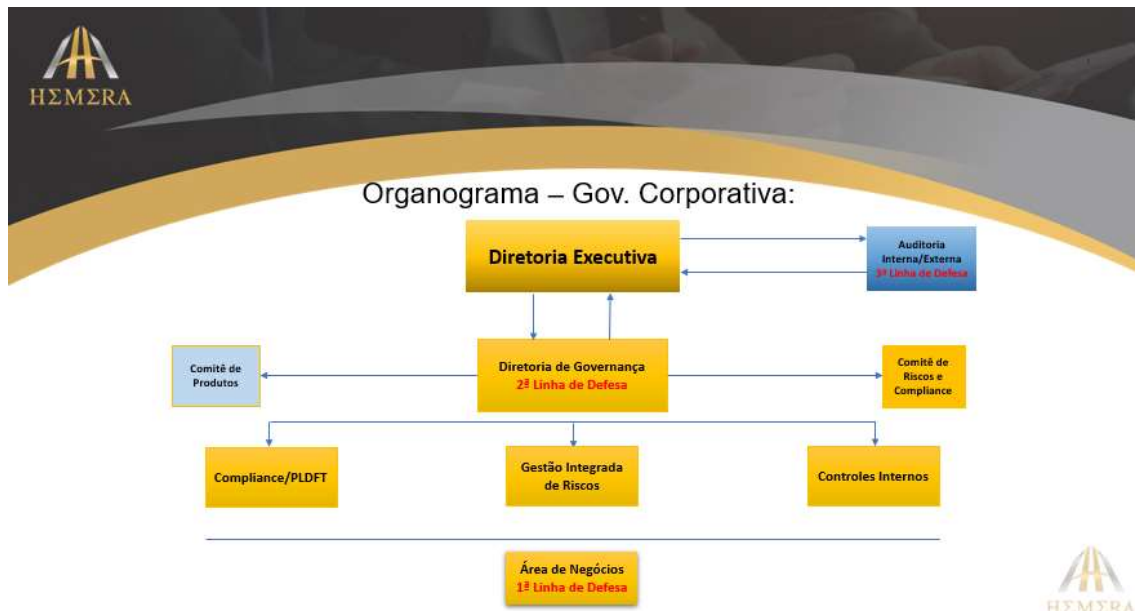 HΣMΣRA
Organograma – Gov. Corporativa:
Diretoria Executiva
Auditoria
Interna/Externa
3ª Linha de Defesa
Diretoria de Governança
2ª Linha de Defesa
Comitê de
Produtos
Comitê de
Riscos e
Compliance
Compliance/PLDFT
Gestão Integrada
de Riscos
Controles Internos
Área de Negócios
1ª Linha de Defesa
HΣMΣRA